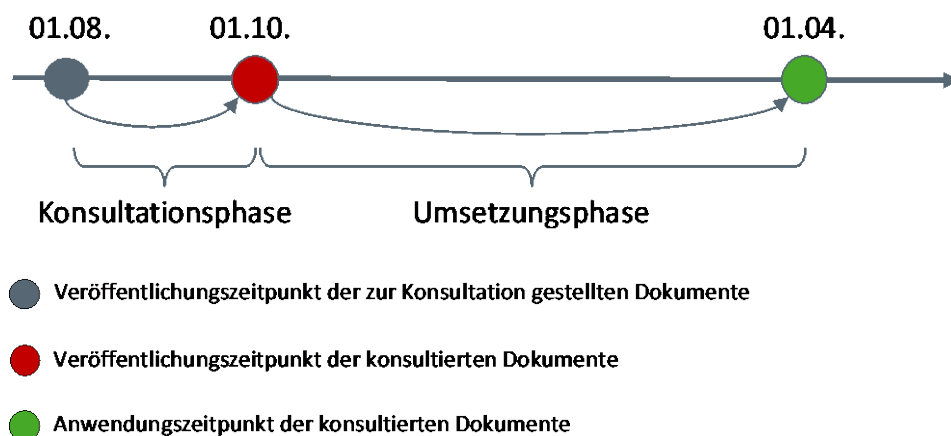 01.08. 01.10. 01.04.
Konsultationsphase Umsetzungsphase
Veröffentlichungszeitpunkt der zur Konsultation gestellten Dokumente
Veröffentlichungszeitpunkt der konsultierten Dokumente
Anwendungszeitpunkt der konsultierten Dokumente